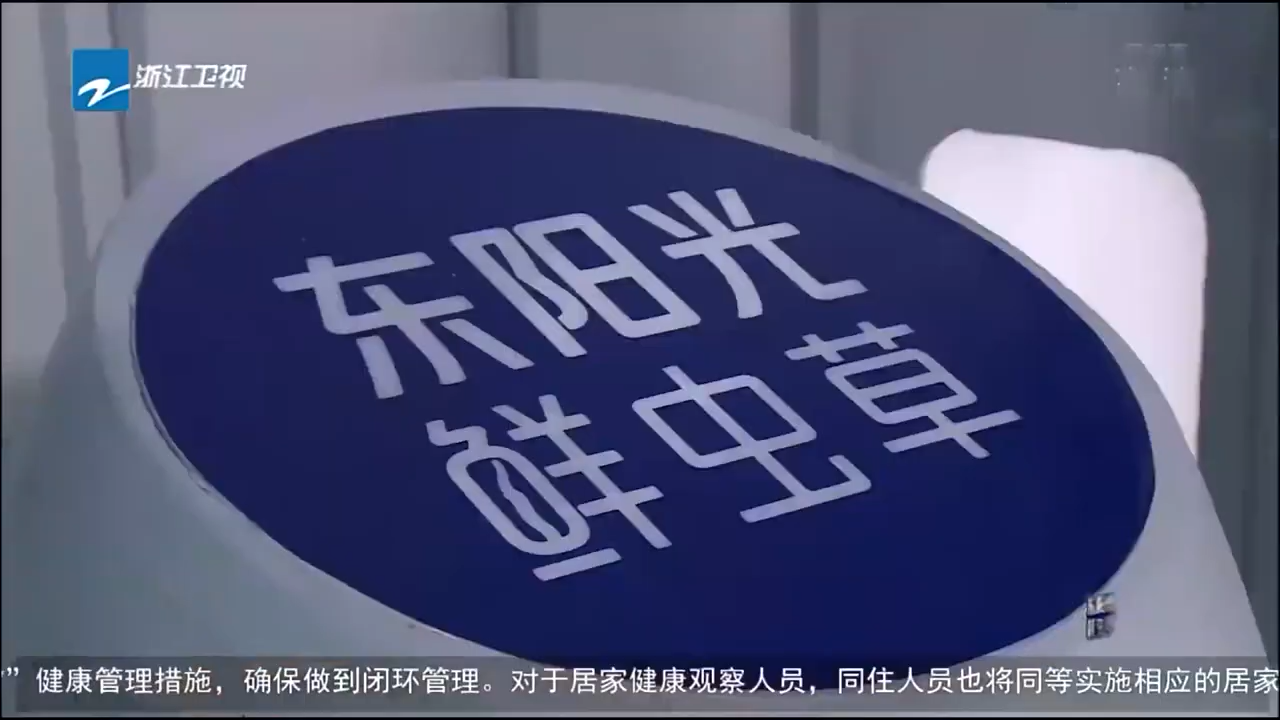 浙江卫视
东阳光
鲜虫草
”健康管理措施，确保做到闭环管理。对于居家健康观察人员，同住人员也将同等实施相应的居家